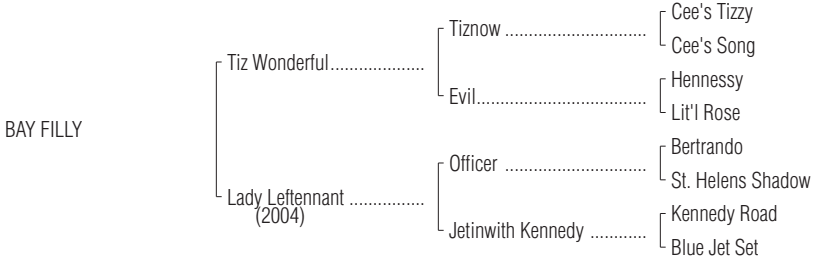 Cee's Tizzy
Tiznow ..............................
Cee's Song
Tiz Wonderful...................
Hennessy
Evil....................................
Lit'l Rose
BAY FILLY
Bertrando
Officer ..............................
St. Helens Shadow
Lady Leftennant ...............
(2004)
Kennedy Road
Jetinwith Kennedy ............
Blue Jet Set